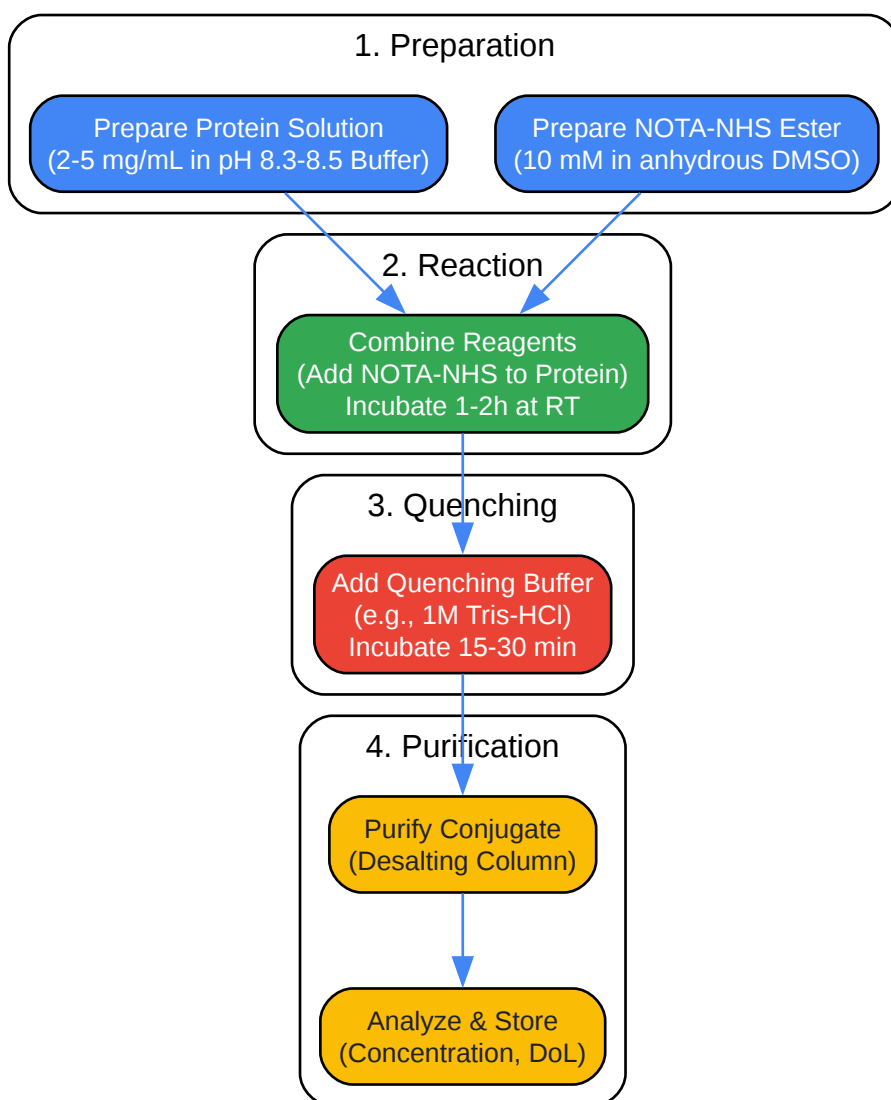 1. Preparation
Prepare Protein Solution
(2-5 mg/mL in pH 8.3-8.5 Buffer)
Prepare NOTA-NHS Ester
(10 mM in anhydrous DMSO)
2. Reaction
Combine Reagents
(Add NOTA-NHS to Protein)
Incubate 1-2h at RT
3. Quenching
Add Quenching Buffer
(e.g., 1M Tris-HCl)
Incubate 15-30 min
4. Purification
Purify Conjugate
(Desalting Column)
Analyze & Store
(Concentration, DoL)